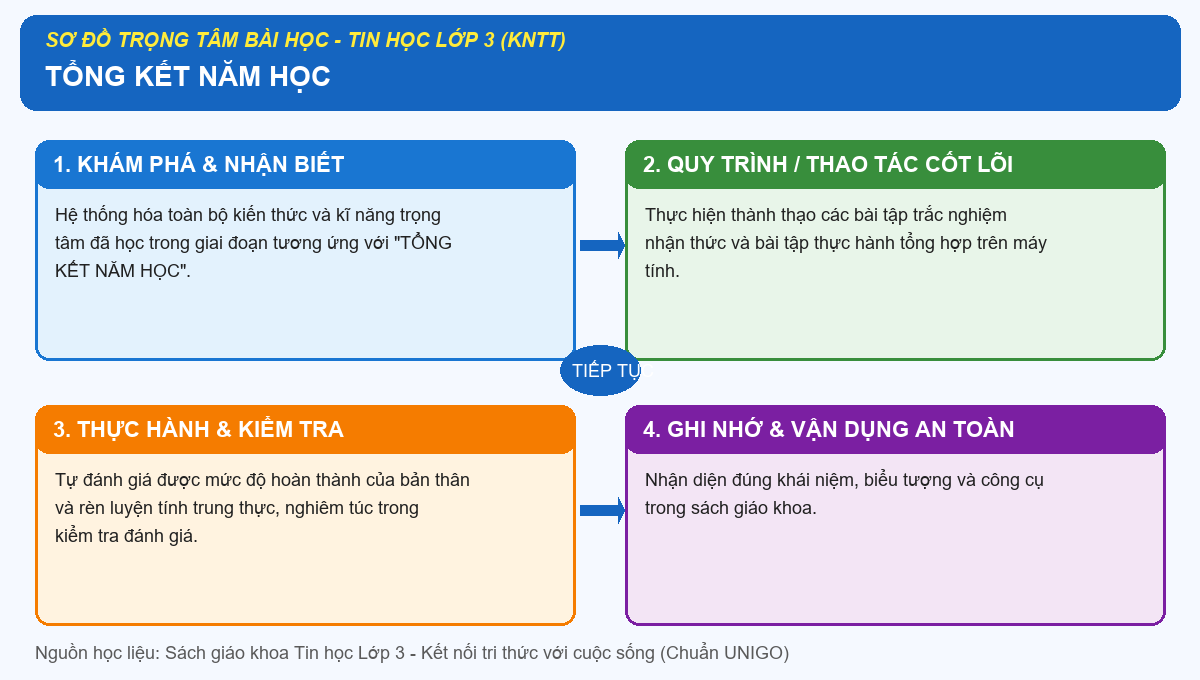 SƠ ĐỒ TRỌNG TÂM BÀI HỌC - TIN HỌC LỚP 3 (KNTT)
TỔNG KẾT NĂM HỌC
1. KHÁM PHÁ & NHẬN BIẾT
Hệ thống hóa toàn bộ kiến thức và kĩ năng trọng
tâm đã học trong giai đoạn tương ứng với "TỔNG
KẾT NĂM HỌC".
2. QUY TRÌNH / THAO TÁC CỐT LÕI
Thực hiện thành thạo các bài tập trắc nghiệm
nhận thức và bài tập thực hành tổng hợp trên máy
tính.
TIẾP TỤC
3. THỰC HÀNH & KIỂM TRA
Tự đánh giá được mức độ hoàn thành của bản thân
và rèn luyện tính trung thực, nghiêm túc trong
kiểm tra đánh giá.
4. GHI NHỚ & VẬN DỤNG AN TOÀN
Nhận diện đúng khái niệm, biểu tượng và công cụ
trong sách giáo khoa.
Nguồn học liệu: Sách giáo khoa Tin học Lớp 3 - Kết nối tri thức với cuộc sống (Chuẩn UNIGO)